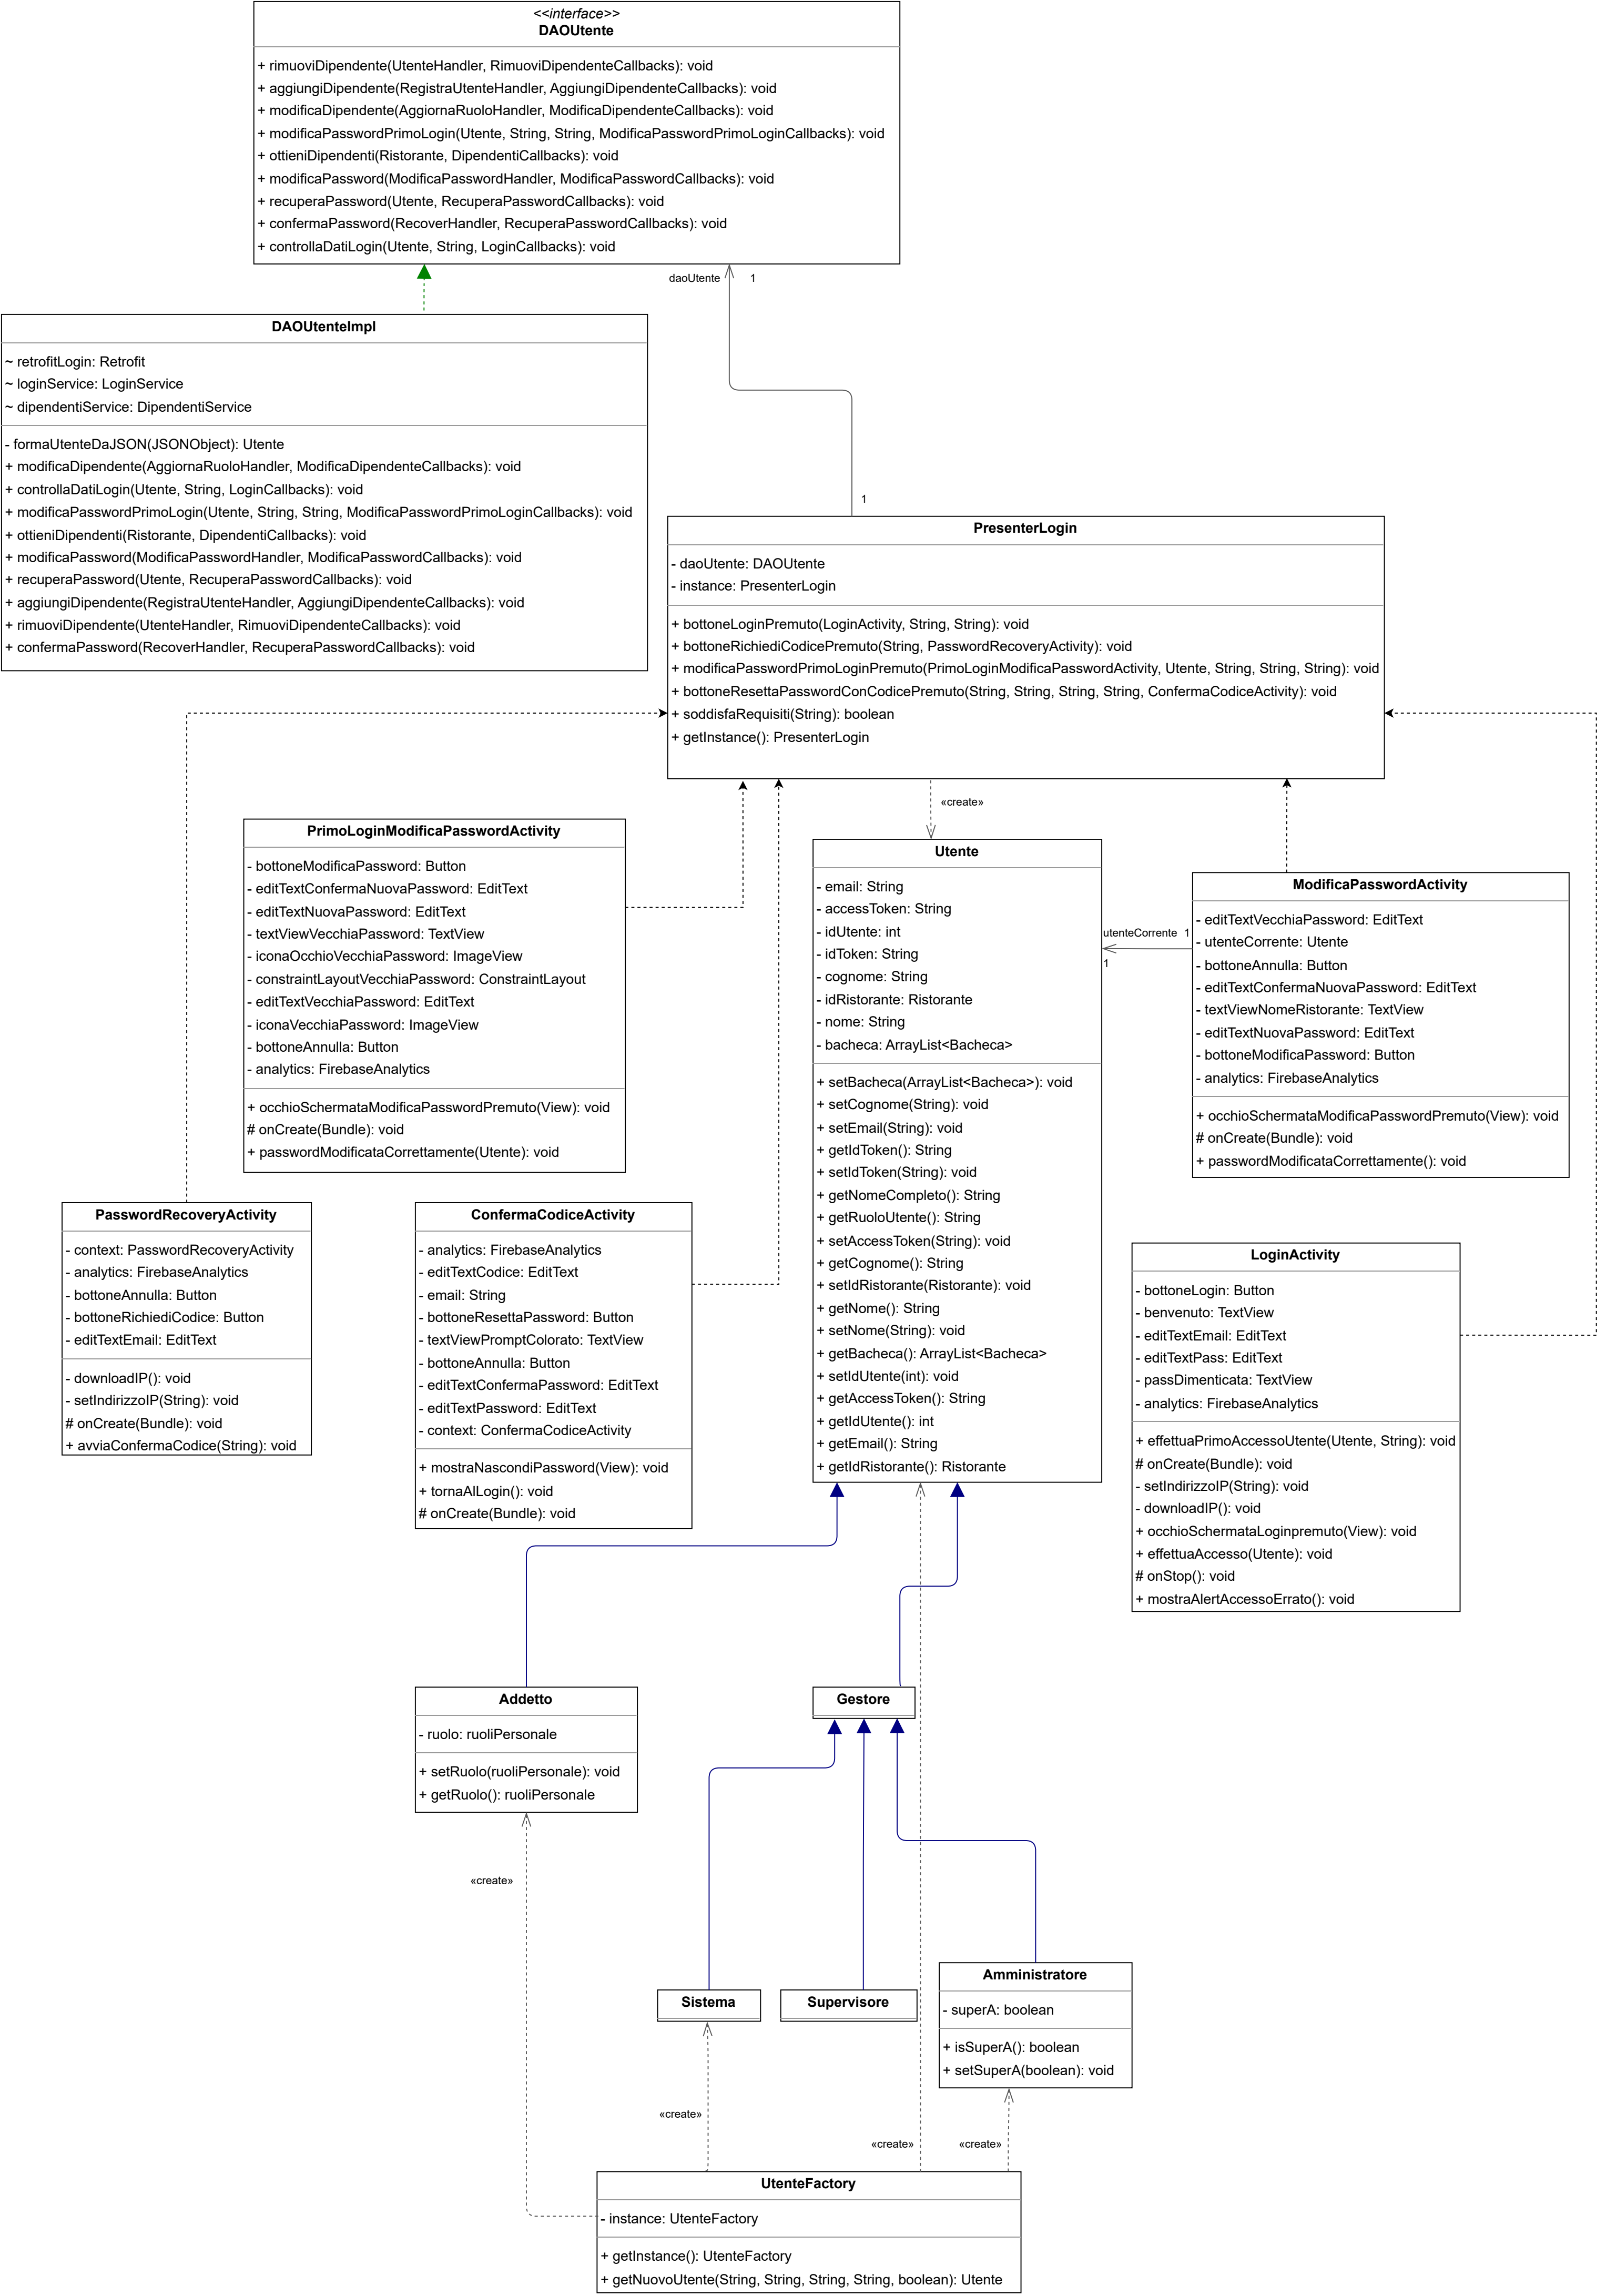 <<interface>>
DAOUtente
+ rimuoviDipendente(UtenteHandler, RimuoviDipendenteCallbacks): void
+ aggiungiDipendente(RegistraUtenteHandler, AggiungiDipendenteCallbacks): void
+ modificaDipendente(AggiornaRuoloHandler, ModificaDipendenteCallbacks): void
+ modificaPasswordPrimoLogin(Utente, String, String, ModificaPasswordPrimoLoginCallbacks): void
+ ottieniDipendenti(Ristorante, DipendentiCallbacks): void
+ modificaPassword(ModificaPasswordHandler, ModificaPasswordCallbacks): void
+ recuperaPassword(Utente, RecuperaPasswordCallbacks): void
+ confermaPassword(RecoverHandler, RecuperaPasswordCallbacks): void
+ controllaDatiLogin(Utente, String, LoginCallbacks): void
daoUtente
1
DAOUtenteImpl
~ retrofitLogin: Retrofit
~ loginService: LoginService
~ dipendentiService: DipendentiService
- formaUtenteDaJSON(JSONObject): Utente
+ modificaDipendente(AggiornaRuoloHandler, ModificaDipendenteCallbacks): void
+ controllaDatiLogin(Utente, String, LoginCallbacks): void
+ modificaPasswordPrimoLogin(Utente, String, String, ModificaPasswordPrimoLoginCallbacks): void
+ ottieniDipendenti(Ristorante, DipendentiCallbacks): void
+ modificaPassword(ModificaPasswordHandler, ModificaPasswordCallbacks): void
+ recuperaPassword(Utente, RecuperaPasswordCallbacks): void
+ aggiungiDipendente(RegistraUtenteHandler, AggiungiDipendenteCallbacks): void
+ rimuoviDipendente(UtenteHandler, RimuoviDipendenteCallbacks): void
+ confermaPassword(RecoverHandler, RecuperaPasswordCallbacks): void
1
PresenterLogin
- daoUtente: DAOUtente
- instance: PresenterLogin
+ bottoneLoginPremuto(LoginActivity, String, String): void
+ bottoneRichiediCodicePremuto(String, PasswordRecoveryActivity): void
+ modificaPasswordPrimoLoginPremuto(PrimoLoginModificaPasswordActivity, Utente, String, String, String): void
+ bottoneResettaPasswordConCodicePremuto(String, String, String, String, ConfermaCodiceActivity): void
+ soddisfaRequisiti(String): boolean
+ getInstance(): PresenterLogin
«create»
PrimoLoginModificaPasswordActivity
- bottoneModificaPassword: Button
- editTextConfermaNuovaPassword: EditText
- editTextNuovaPassword: EditText
- textViewVecchiaPassword: TextView
- iconaOcchioVecchiaPassword: ImageView
- constraintLayoutVecchiaPassword: ConstraintLayout
- editTextVecchiaPassword: EditText
- iconaVecchiaPassword: ImageView
- bottoneAnnulla: Button
- analytics: FirebaseAnalytics
+ occhioSchermataModificaPasswordPremuto(View): void
# onCreate(Bundle): void
+ passwordModificataCorrettamente(Utente): void
Utente
- email: String
- accessToken: String
- idUtente: int
- idToken: String
- cognome: String
- idRistorante: Ristorante
- nome: String
- bacheca: ArrayList<Bacheca>
+ setBacheca(ArrayList<Bacheca>): void
+ setCognome(String): void
+ setEmail(String): void
+ getIdToken(): String
+ setIdToken(String): void
+ getNomeCompleto(): String
+ getRuoloUtente(): String
+ setAccessToken(String): void
+ getCognome(): String
+ setIdRistorante(Ristorante): void
+ getNome(): String
+ setNome(String): void
+ getBacheca(): ArrayList<Bacheca>
+ setIdUtente(int): void
+ getAccessToken(): String
+ getIdUtente(): int
+ getEmail(): String
+ getIdRistorante(): Ristorante
utenteCorrente 1
1
ModificaPasswordActivity
- editTextVecchiaPassword: EditText
- utenteCorrente: Utente
- bottoneAnnulla: Button
- editTextConfermaNuovaPassword: EditText
- textViewNomeRistorante: TextView
- editTextNuovaPassword: EditText
- bottoneModificaPassword: Button
- analytics: FirebaseAnalytics
+ occhioSchermataModificaPasswordPremuto(View): void
# onCreate(Bundle): void
+ passwordModificataCorrettamente(): void
PasswordRecoveryActivity
- context: PasswordRecoveryActivity
- analytics: FirebaseAnalytics
- bottoneAnnulla: Button
- bottoneRichiediCodice: Button
- editTextEmail: EditText
- downloadIP(): void
- setIndirizzoIP(String): void
# onCreate(Bundle): void
+ avviaConfermaCodice(String): void
ConfermaCodiceActivity
- analytics: FirebaseAnalytics
- editTextCodice: EditText
- email: String
- bottoneResettaPassword: Button
- textViewPromptColorato: TextView
- bottoneAnnulla: Button
- editTextConfermaPassword: EditText
- editTextPassword: EditText
- context: ConfermaCodiceActivity
+ mostraNascondiPassword(View): void
+ tornaAlLogin(): void
# onCreate(Bundle): void
LoginActivity
- bottoneLogin: Button
- benvenuto: TextView
- editTextEmail: EditText
- editTextPass: EditText
- passDimenticata: TextView
- analytics: FirebaseAnalytics
+ effettuaPrimoAccessoUtente(Utente, String): void
# onCreate(Bundle): void
- setIndirizzoIP(String): void
- downloadIP(): void
+ occhioSchermataLoginpremuto(View): void
+ effettuaAccesso(Utente): void
# onStop(): void
+ mostraAlertAccessoErrato(): void
Addetto
- ruolo: ruoliPersonale
+ setRuolo(ruoliPersonale): void
+ getRuolo(): ruoliPersonale
Gestore
«create»
Sistema
Supervisore
Amministratore
- superA: boolean
+ isSuperA(): boolean
+ setSuperA(boolean): void
«create»
«create»
«create»
UtenteFactory
- instance: UtenteFactory
+ getInstance(): UtenteFactory
+ getNuovoUtente(String, String, String, String, boolean): Utente